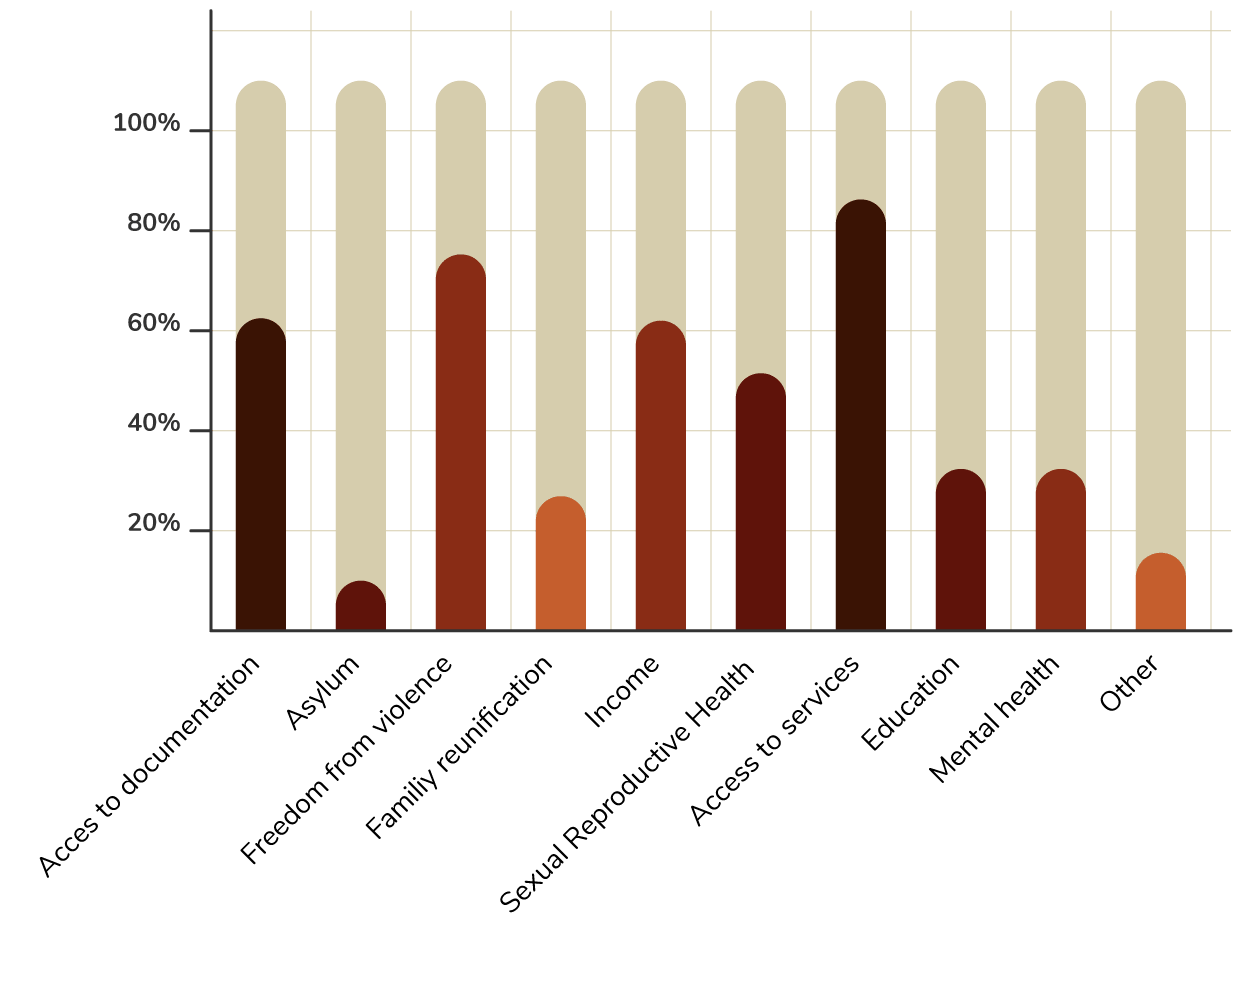 100%
80%
60%
40%
20%
Acces to documentation
Asylum
Freedom from violence
Familiy reunification
Income
Sexual Reproductive Health
Access to services
Education
Mental health
Other